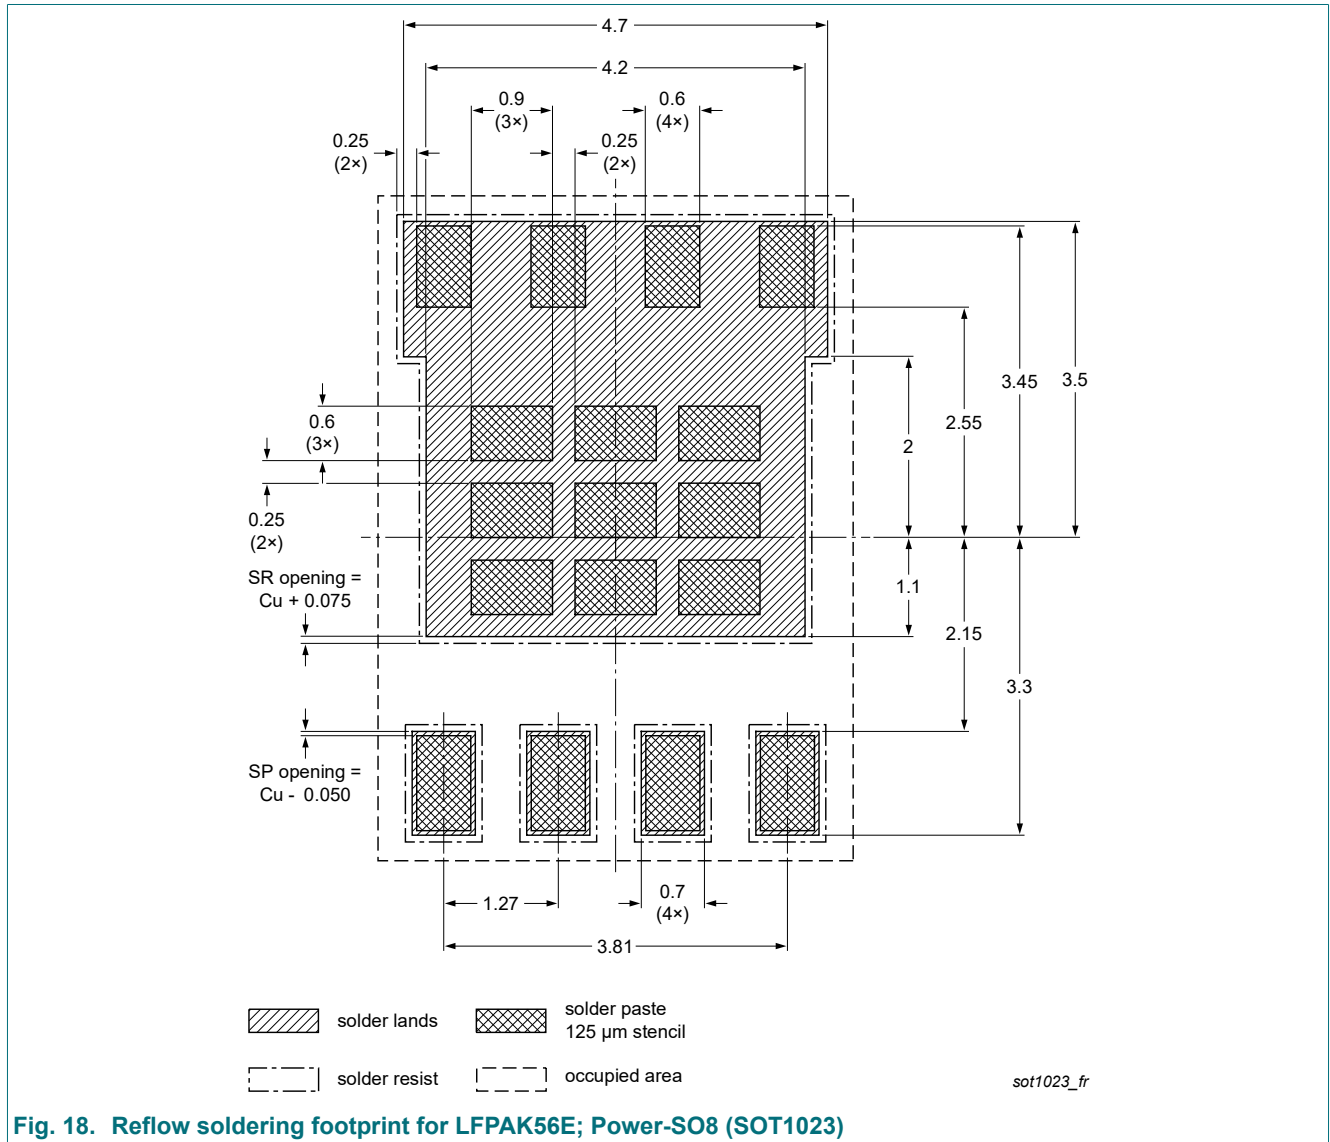 4.7
4.2
0.9
(3×)
0.6
(4×)
0.25
(2×)
0.25
(2×)
3.45
3.5
2.55
2
0.6
(3×)
0.25
(2×)
SR opening =
Cu + 0.075
1.1
2.15
3.3
SP opening =
Cu - 0.050
1.27
0.7
(4×)
3.81
solder lands
solder paste
125 µm stencil
solder resist
occupied area
sot1023_fr
Fig. 18. Reflow soldering footprint for LFPAK56E; Power-SO8 (SOT1023)